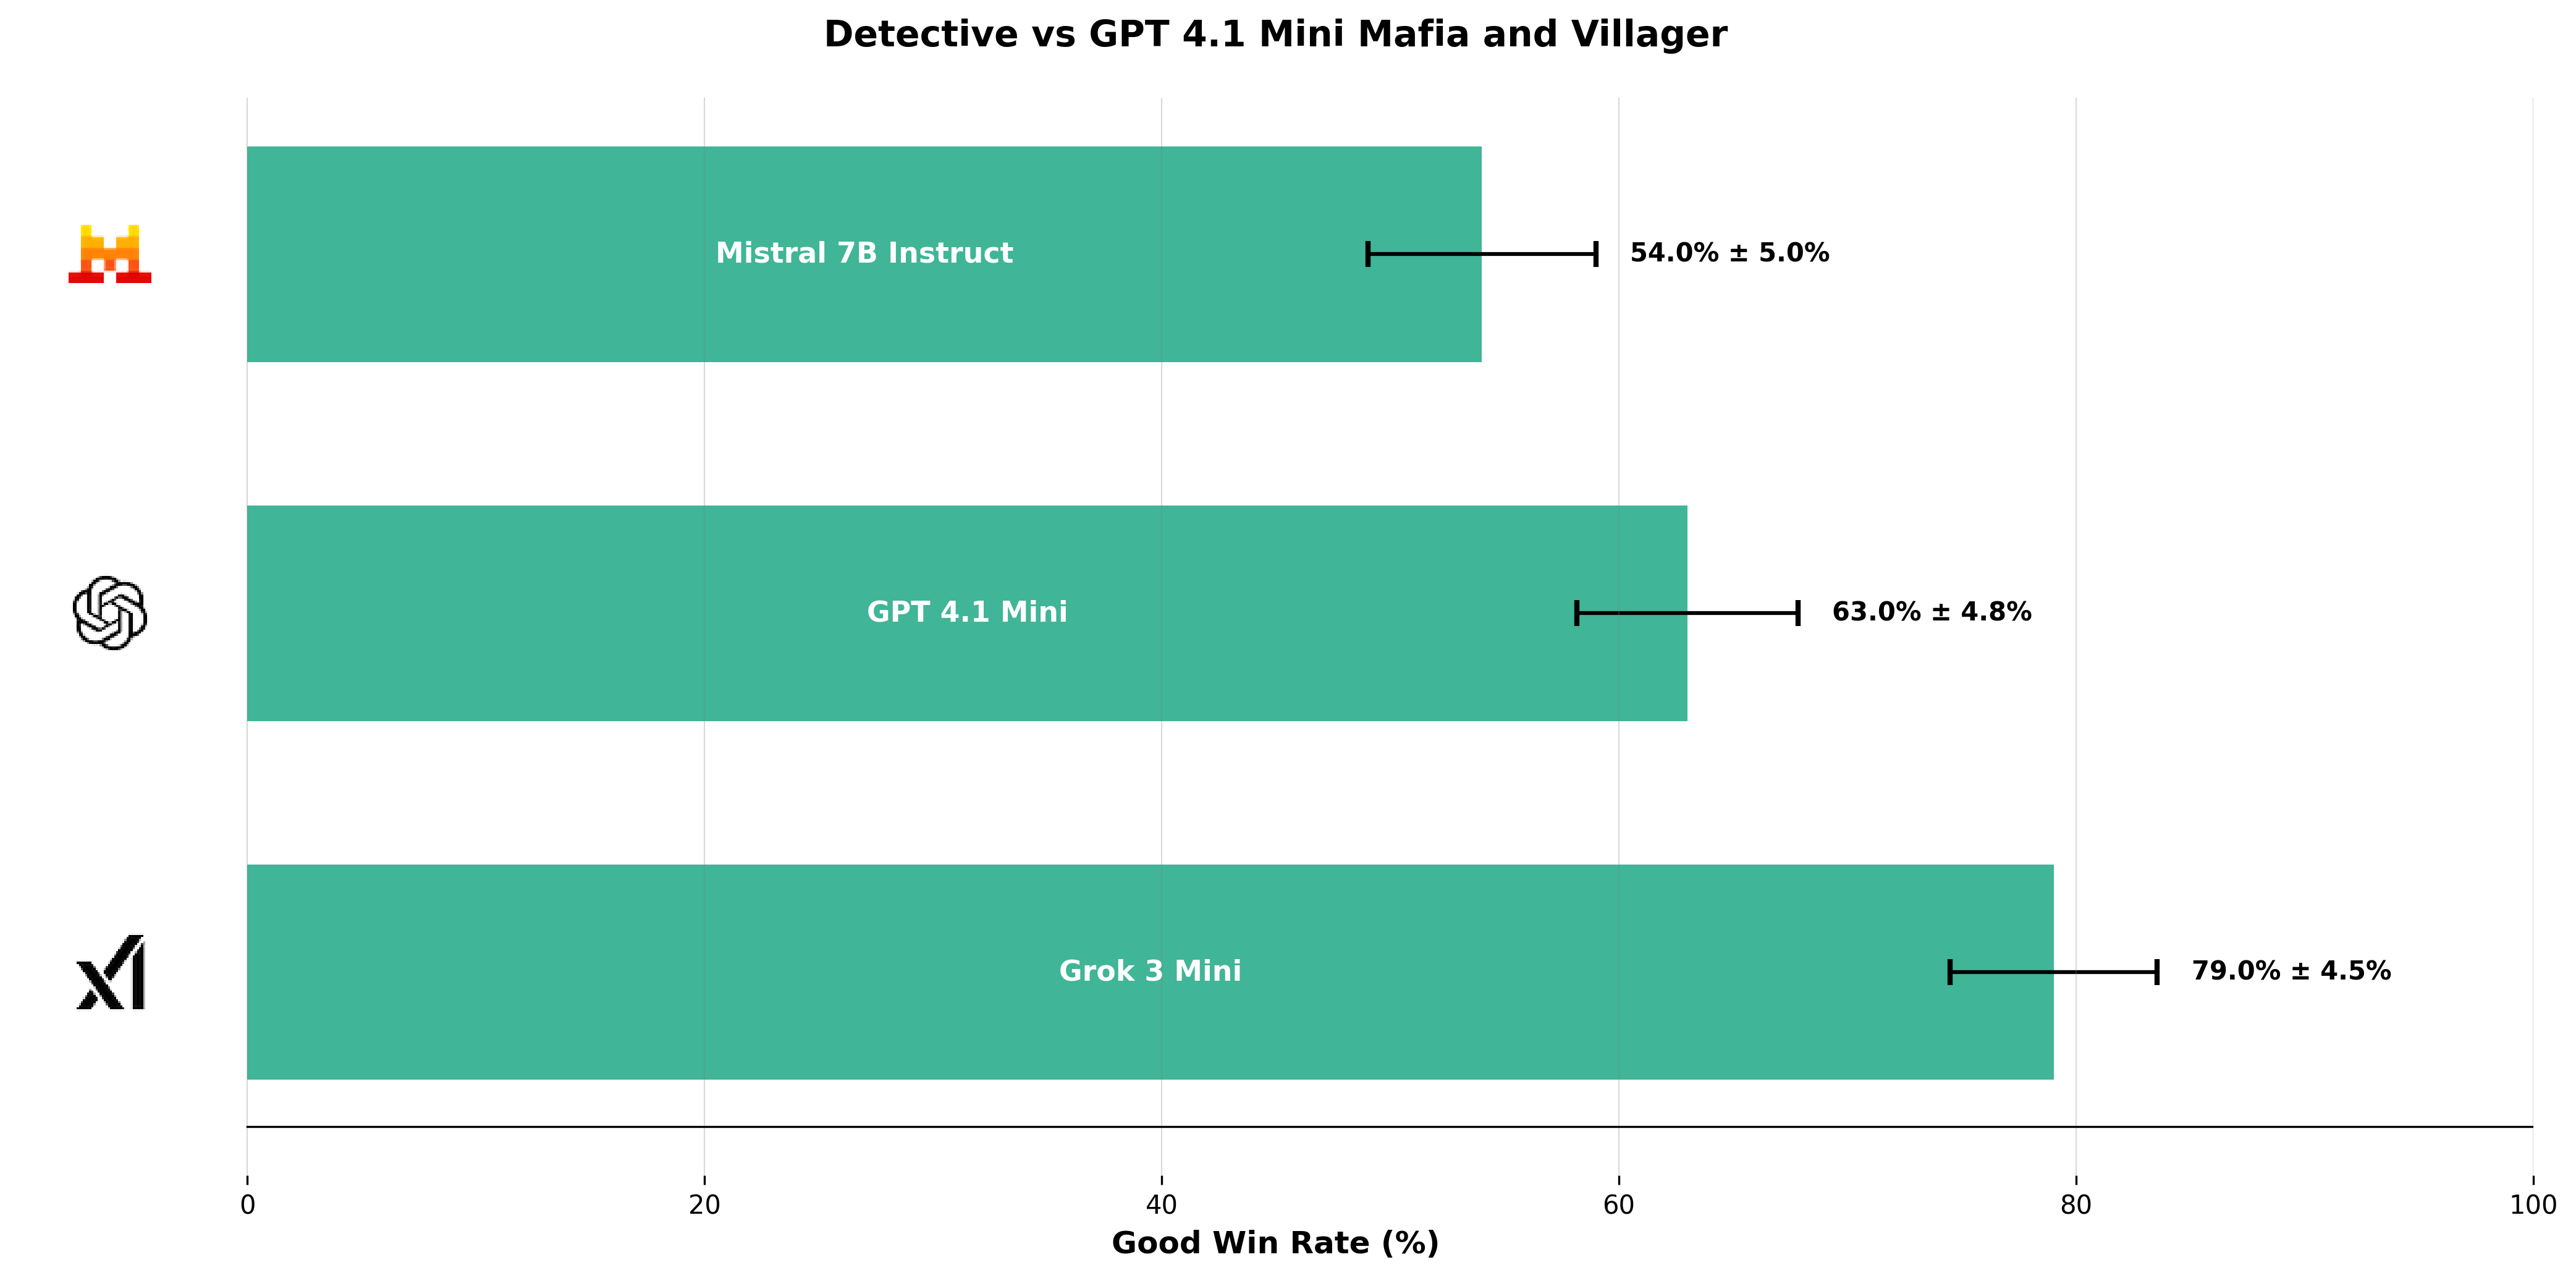 Detective vs GPT 4.1 Mini Mafia and Villager
Mistral 7B Instruct
54.0% ± 5.0%
GPT 4.1 Mini
63.0% ± 4.8%
Grok 3 Mini
79.0% ± 4.5%
0 20 40 60 80 100
Good Win Rate (%)